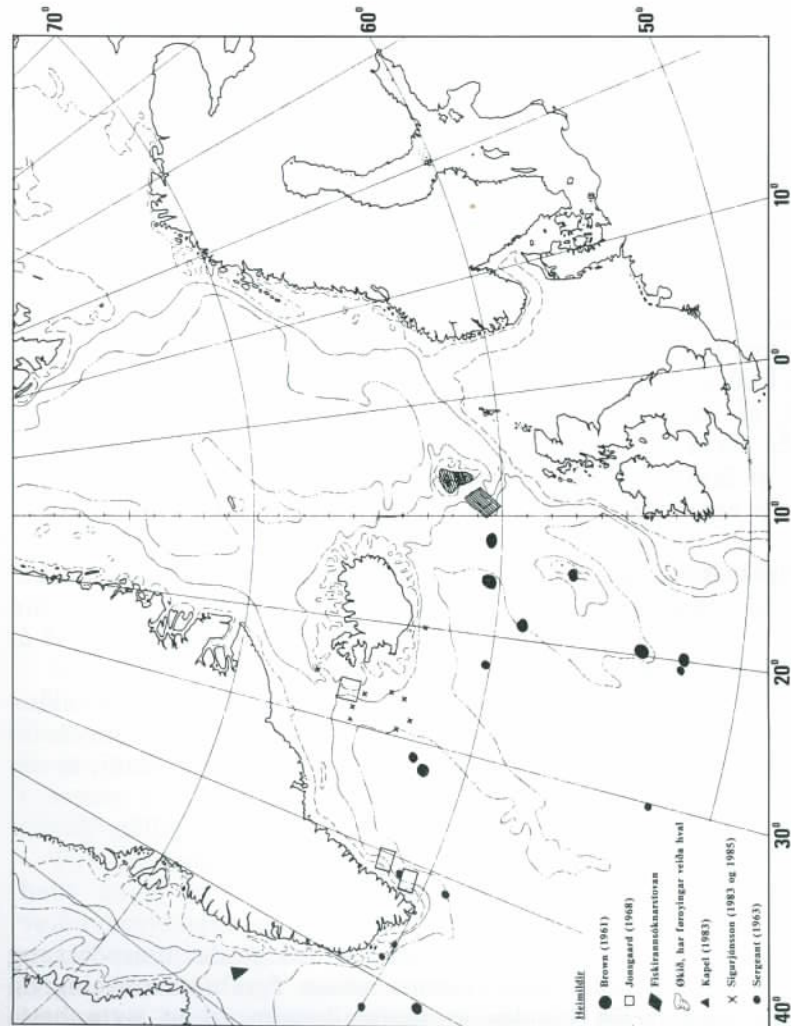 70°
60°
50°
10°
0°
10°
20°
30°
40°
Heimildir
Brown (1961)
Jonsgaard (1968)
Fiskirannsóknarstovan
Økið, har føroyingar veiða hval
Kapel (1983)
Sigurjónsson (1983 og 1985)
Sergeant (1963)